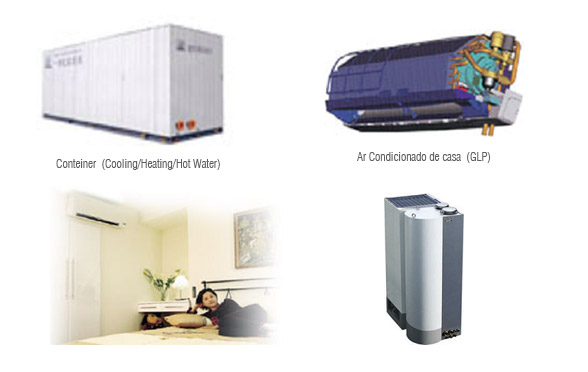 Conteiner (Cooling/Heating/Hot Water)
Ar Condicionado de casa (GLP)